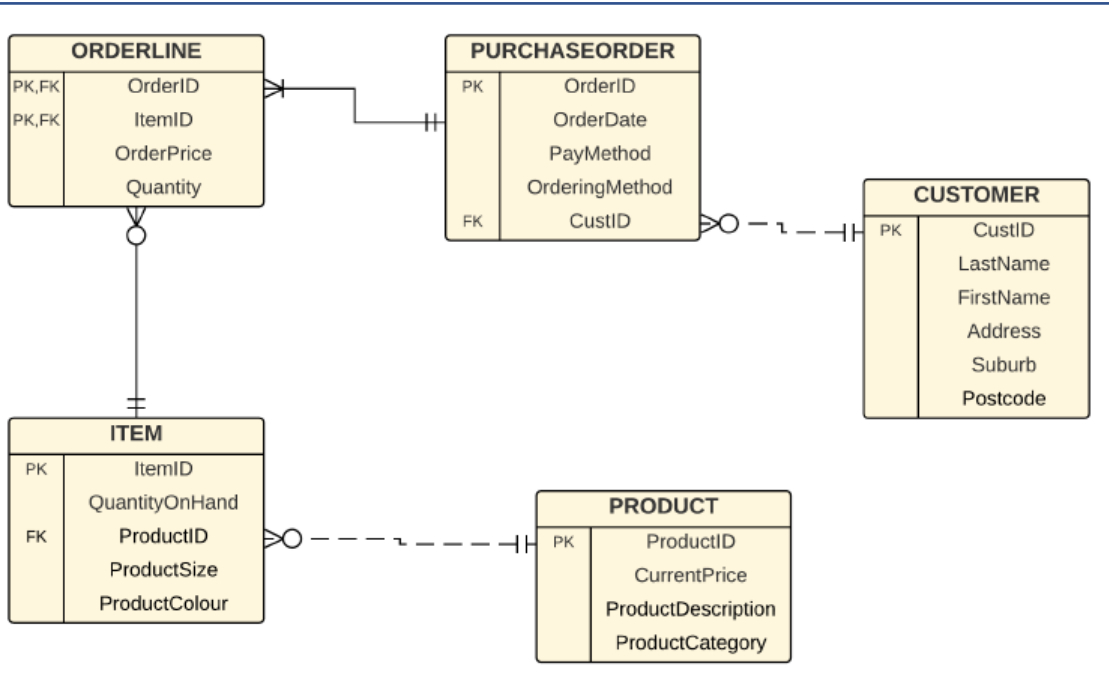 ORDERLINE
PK,FK OrderID
PK,FK ItemID
OrderPrice
Quantity
PURCHASEORDER
PK OrderID
OrderDate
PayMethod
OrderingMethod
FK CustID
CUSTOMER
PK CustID
LastName
FirstName
Address
Suburb
Postcode
ITEM
PK ItemID
QuantityOnHand
FK ProductID
ProductSize
ProductColour
PRODUCT
PK ProductID
CurrentPrice
ProductDescription
ProductCategory